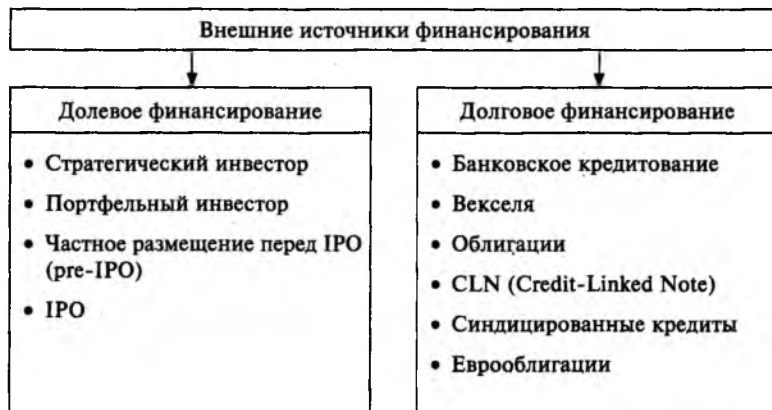 Внешние источники финансирования
Долевое финансирование
• Стратегический инвестор
• Портфельный инвестор
• Частное размещение перед IPO
(pre-IPO)
• IPO
Долговое финансирование
• Банковское кредитование
• Векселя
• Облигации
• CLN (Credit-Linked Note)
• Синдицированные кредиты
• Еврооблигации